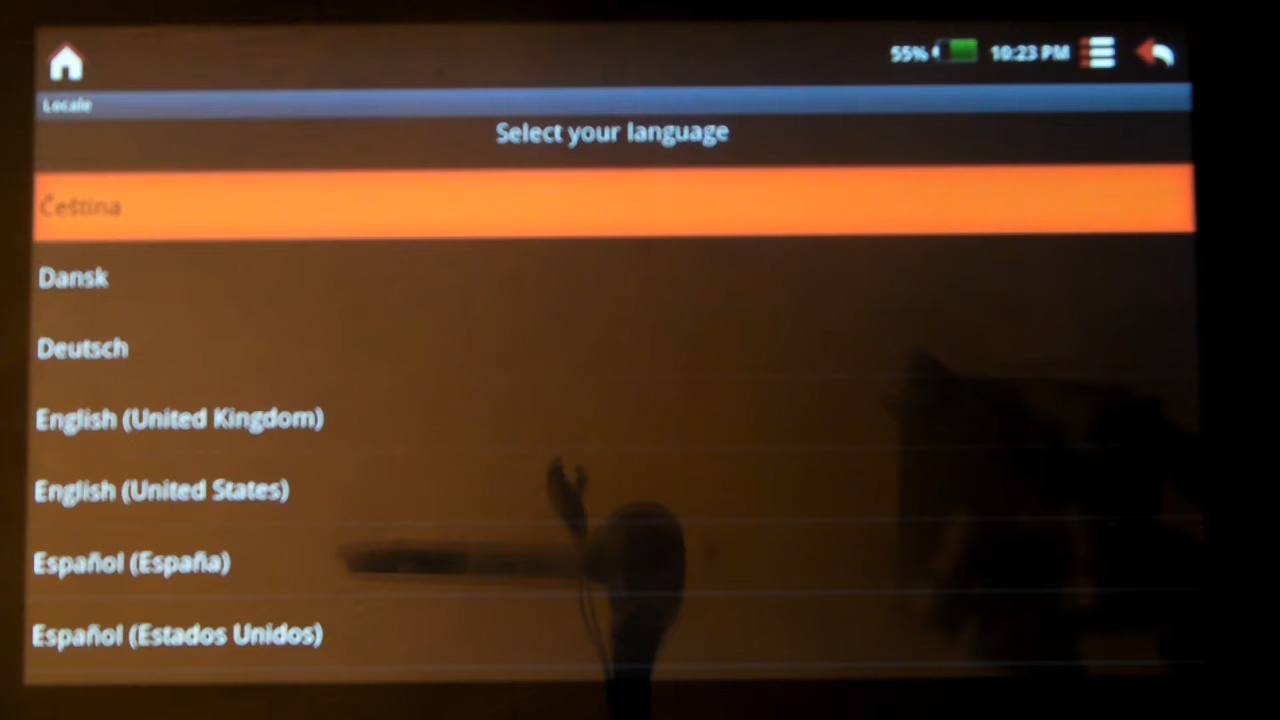 55% 10:23 PM
Locale
Select your language
Čeština
Dansk
Deutsch
English (United Kingdom)
English (United States)
Español (España)
Español (Estados Unidos)